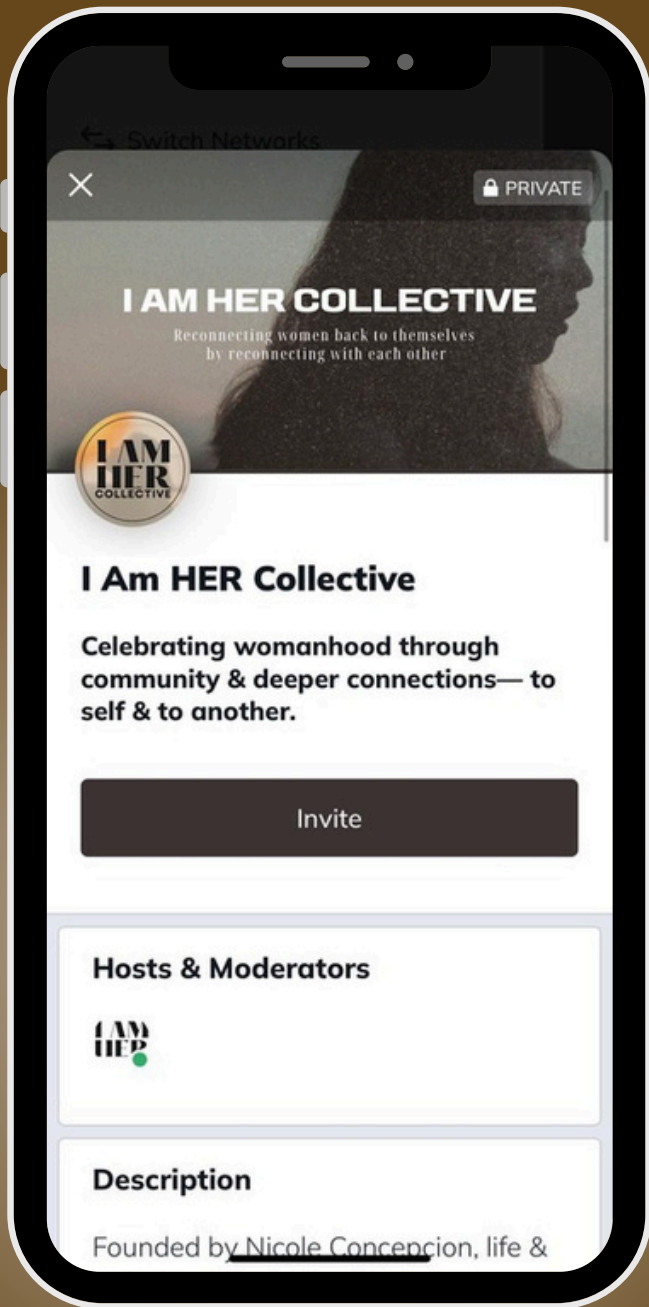 Switch Networks
PRIVATE
I AM HER COLLECTIVE
Reconnecting women back to themselves
by reconnecting with each other
I AM
HER
COLLECTIVE
I Am HER Collective
Celebrating womanhood through
community & deeper connections— to
self & to another.
Invite
Hosts & Moderators
I AM
HER
Description
Founded by Nicole Concepcion, life &